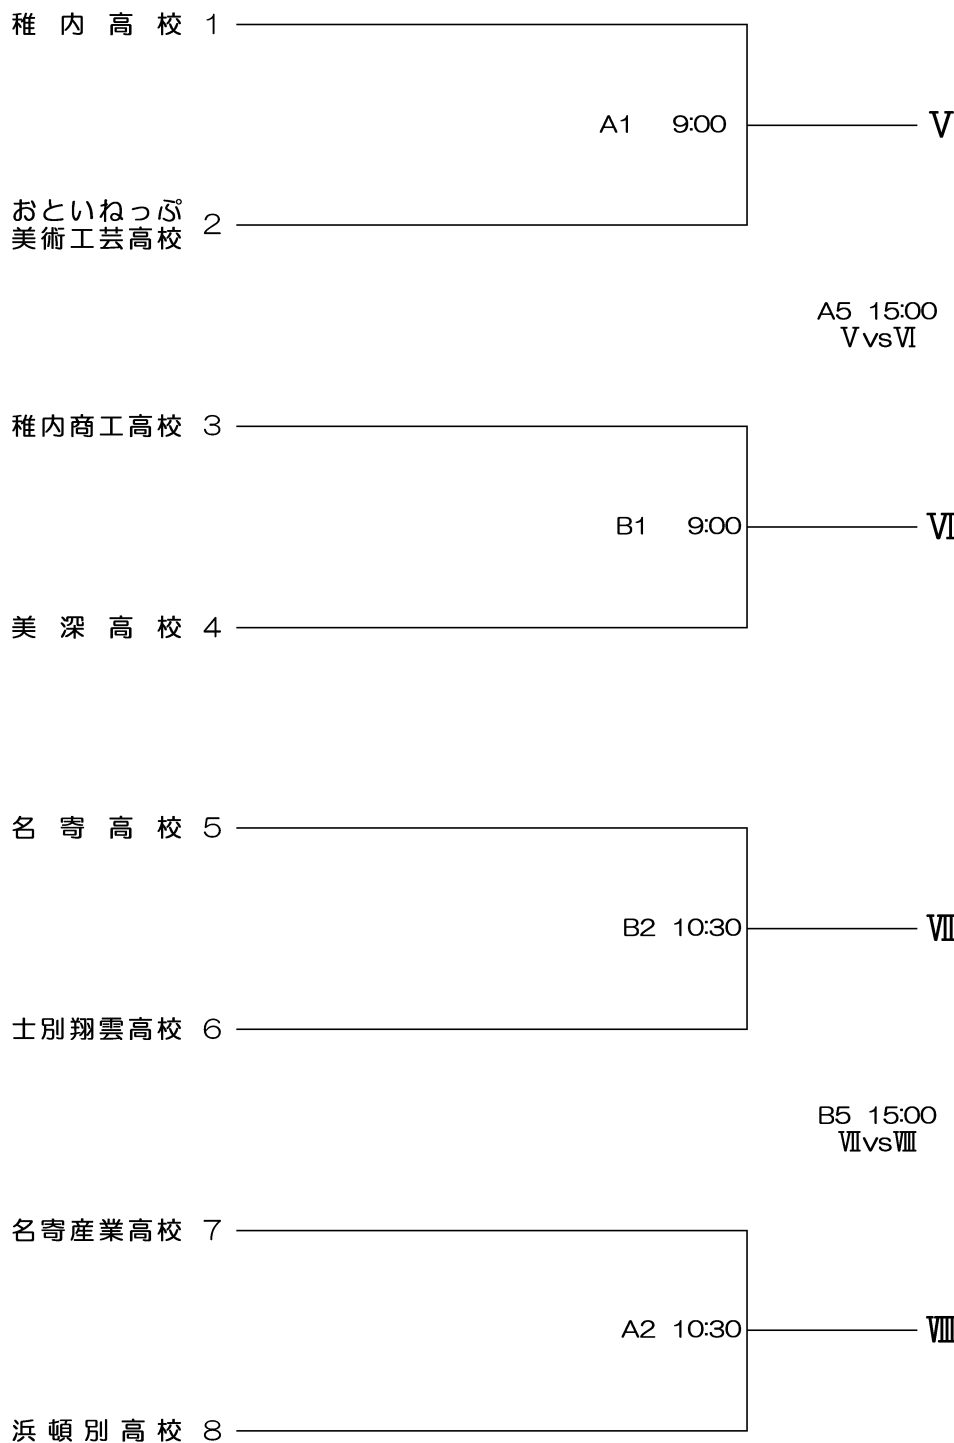 稚内高校 1
A1 9:00 Ⅴ
おといねっぷ
美術工芸高校 2
A5 15:00
ⅤvsⅥ
稚内商工高校 3
B1 9:00 Ⅵ
美深高校 4
名寄高校 5
B2 10:30 Ⅶ
士別翔雲高校 6
B5 15:00
ⅦvsⅧ
名寄産業高校 7
A2 10:30 Ⅷ
浜頓別高校 8